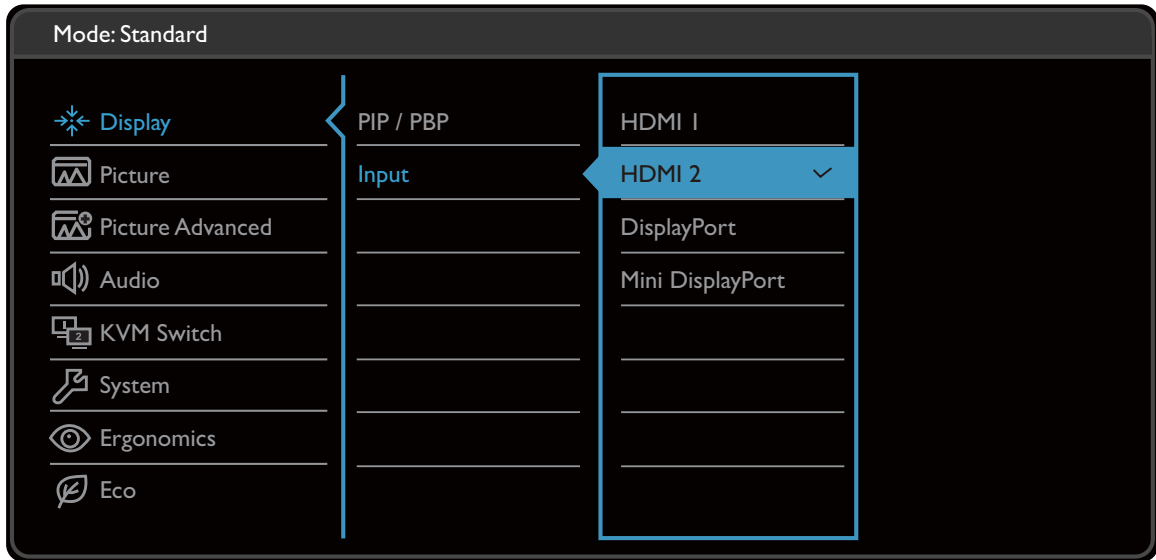 Mode: Standard
Display
PIP / PBP
HDMI 1
Picture
Input
HDMI 2
Picture Advanced
DisplayPort
Audio
Mini DisplayPort
2
KVM Switch
System
Ergonomics
Eco